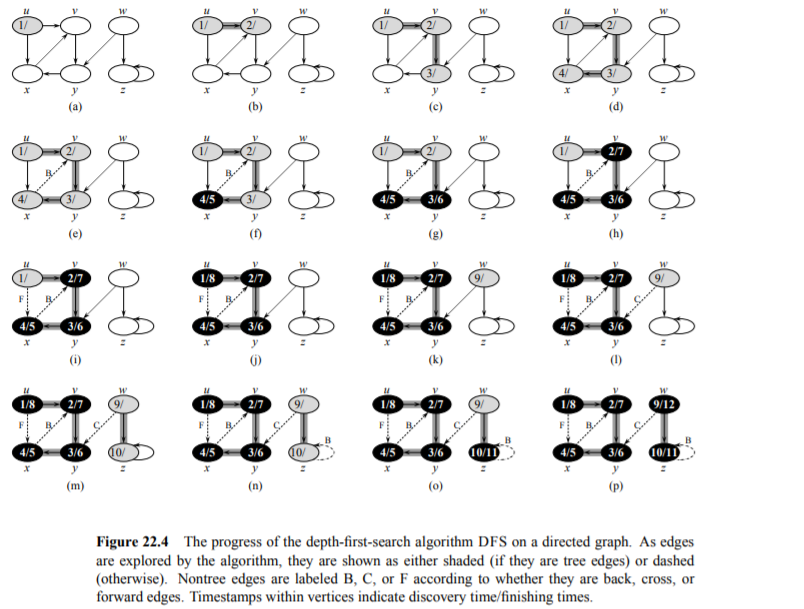 u v w u v w u v w u v w
1/ 1/ 2/ 1/ 2/ 1/ 2/
3/ 4/ 3/
x y z x y z x y z x y z
(a) (b) (c) (d)
u v w u v w u v w u v w
1/ 2/ 1/ 2/ 1/ 2/ 1/ 2/7
B B B B
4/ 3/ 4/5 3/ 4/5 3/6 4/5 3/6
x y z x y z x y z x y z
(e) (f) (g) (h)
u v w u v w u v w u v w
1/ 2/7 1/8 2/7 1/8 2/7 9/ 1/8 2/7 9/
F B F B F B F B C
4/5 3/6 4/5 3/6 4/5 3/6 4/5 3/6
x y z x y z x y z x y z
(i) (j) (k) (l)
u v w u v w u v w u v w
1/8 2/7 9/ 1/8 2/7 9/ 1/8 2/7 9/ 1/8 2/7 9/12
F B C F B C F B C F B C
B B B
4/5 3/6 10/ 4/5 3/6 10/ 4/5 3/6 10/11 4/5 3/6 10/11
x y z x y z x y z x y z
(m) (n) (o) (p)
Figure 22.4 The progress of the depth-first-search algorithm DFS on a directed graph. As edges
are explored by the algorithm, they are shown as either shaded (if they are tree edges) or dashed
(otherwise). Nontree edges are labeled B, C, or F according to whether they are back, cross, or
forward edges. Timestamps within vertices indicate discovery time/finishing times.